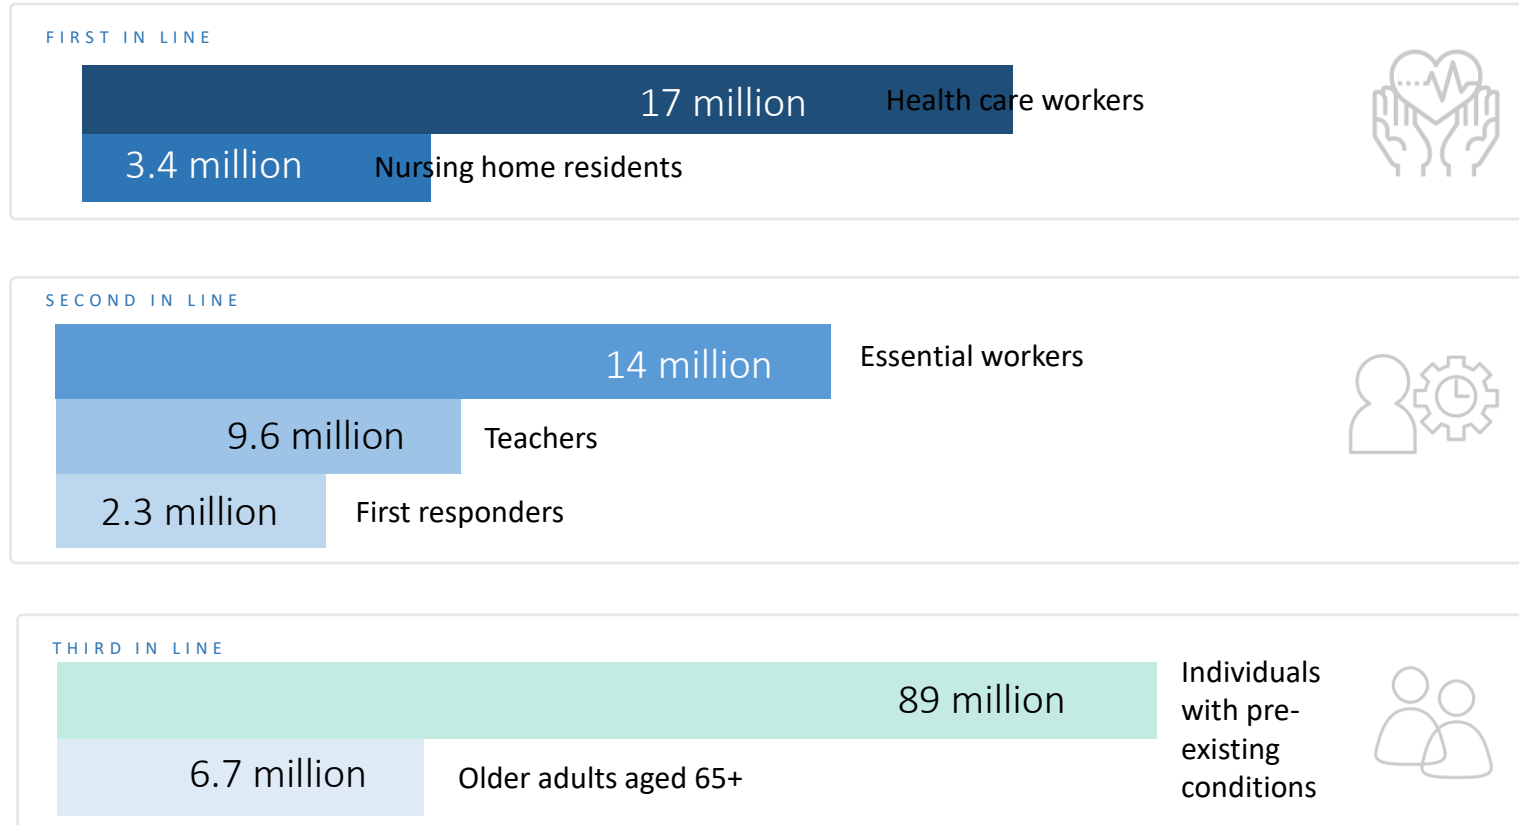 FIRST IN LINE
17 million Health care workers
3.4 million Nursing home residents
SECOND IN LINE
14 million Essential workers
9.6 million Teachers
2.3 million First responders
THIRD IN LINE
89 million
Individuals
with pre-
existing
conditions
6.7 million Older adults aged 65+